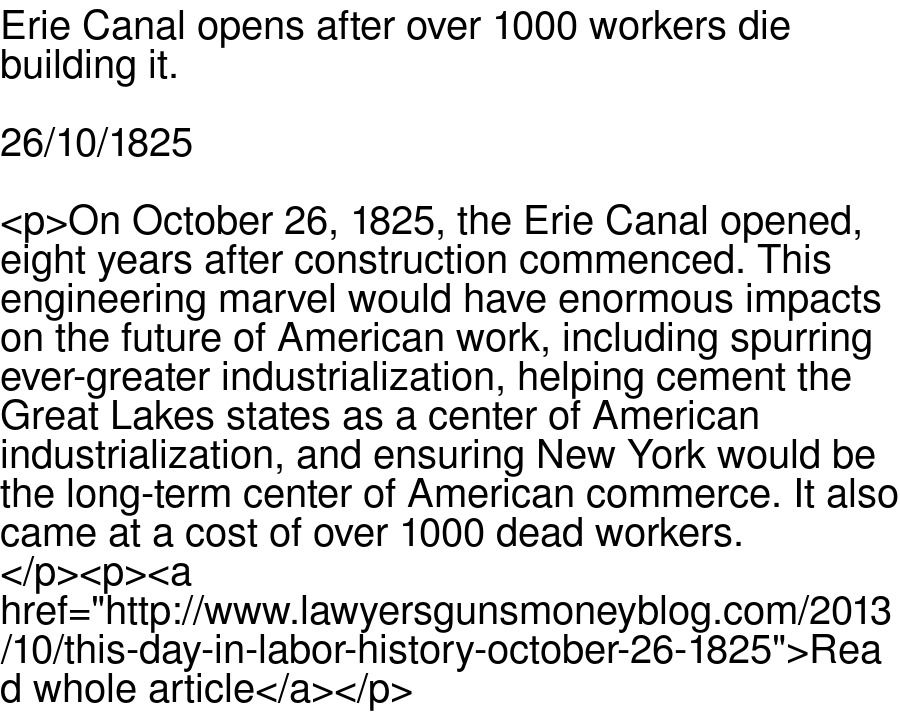 Erie Canal opens after over 1000 workers die
building it.
26/10/1825
<p>On October 26, 1825, the Erie Canal opened,
eight years after construction commenced. This
engineering marvel would have enormous impacts
on the future of American work, including spurring
ever-greater industrialization, helping cement the
Great Lakes states as a center of American
industrialization, and ensuring New York would be
the long-term center of American commerce. It also
came at a cost of over 1000 dead workers.
</p><p><a
href="http://www.lawyersgunsmoneyblog.com/2013
/10/this-day-in-labor-history-october-26-1825">Rea
d whole article</a></p>